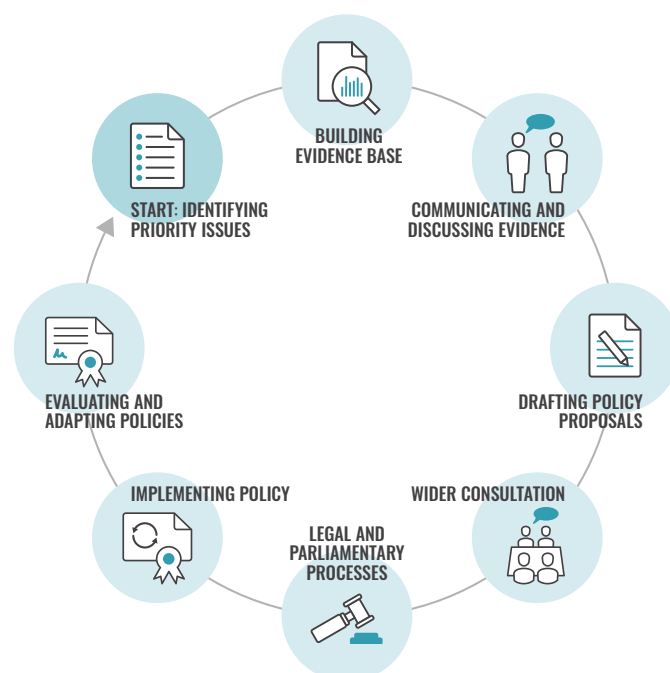 START: IDENTIFYING
PRIORITY ISSUES
BUILDING
EVIDENCE BASE
COMMUNICATING AND
DISCUSSING EVIDENCE
DRAFTING POLICY
PROPOSALS
WIDER CONSULTATION
LEGAL AND
PARLIAMENTARY
PROCESSES
IMPLEMENTING POLICY
EVALUATING AND
ADAPTING POLICIES